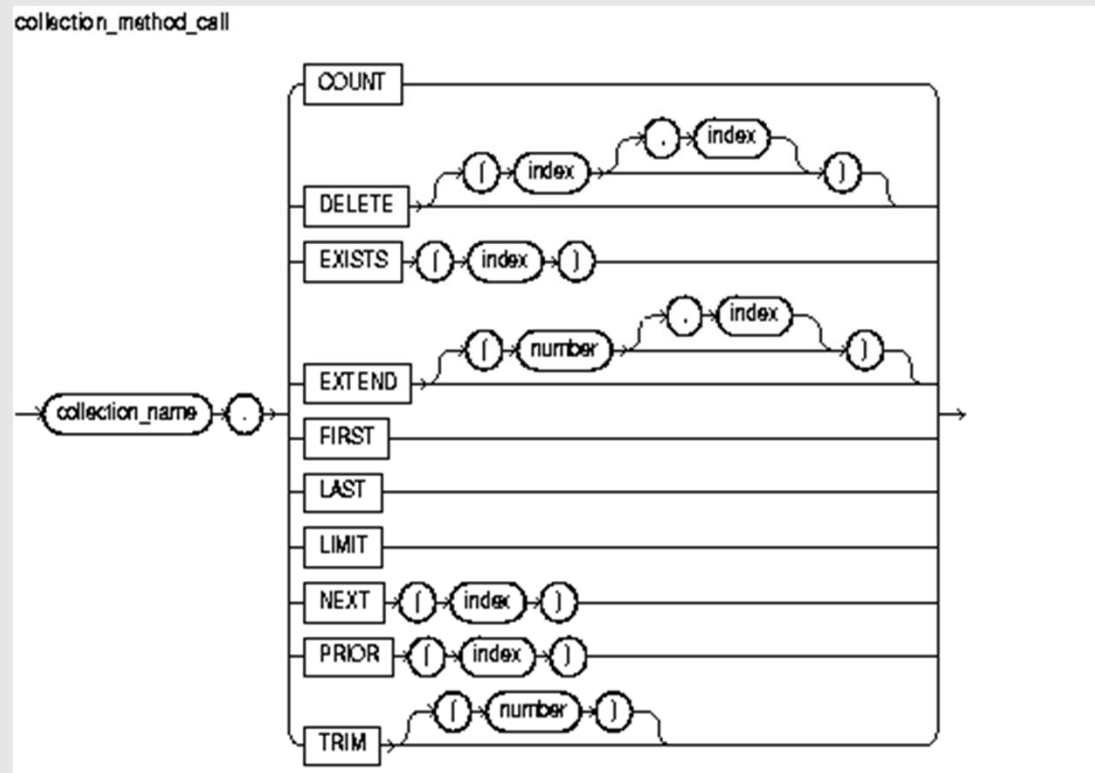 collection_method_call
COUNT
DELETE ( index , index )
EXISTS ( index )
EXTEND ( number , index )
collection_name .
FIRST
LAST
LIMIT
NEXT ( index )
PRIOR ( index )
TRIM ( number )